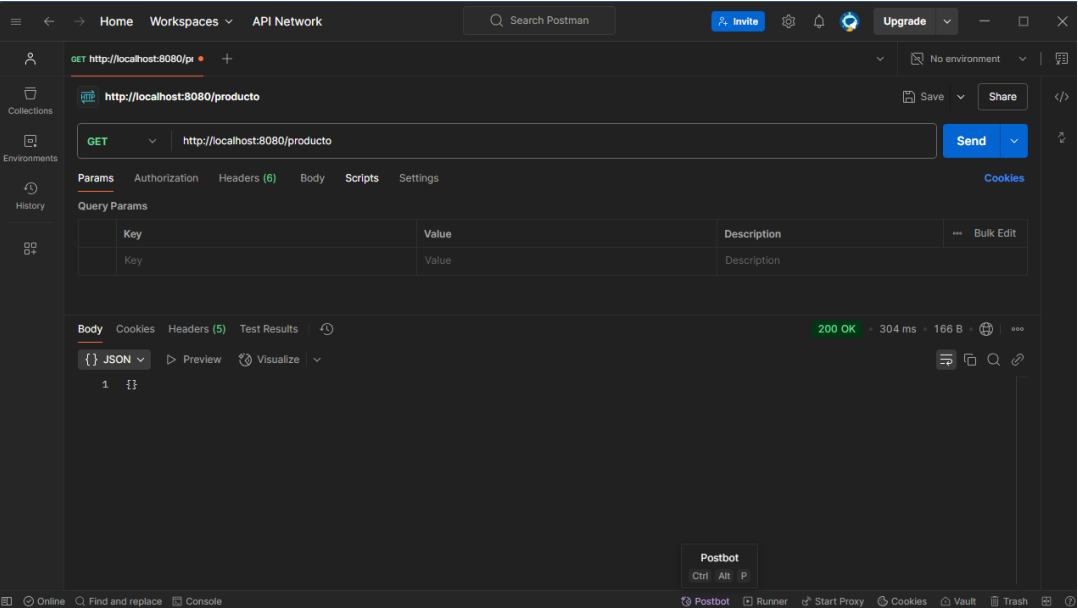 Home Workspaces API Network Search Postman Invite Upgrade
GET http://localhost:8080/pr No environment
Collections
Environments
History
HTTP http://localhost:8080/producto Save Share
GET http://localhost:8080/producto Send
Params Authorization Headers (6) Body Scripts Settings Cookies
Query Params
Key Value Description Bulk Edit
Key Value Description
Body Cookies Headers (5) Test Results 200 OK 304 ms 166 B
{ } JSON Preview Visualize
1 {}
Postbot
Ctrl Alt P
Online Find and replace Console Postbot Runner Start Proxy Cookies Vault Trash